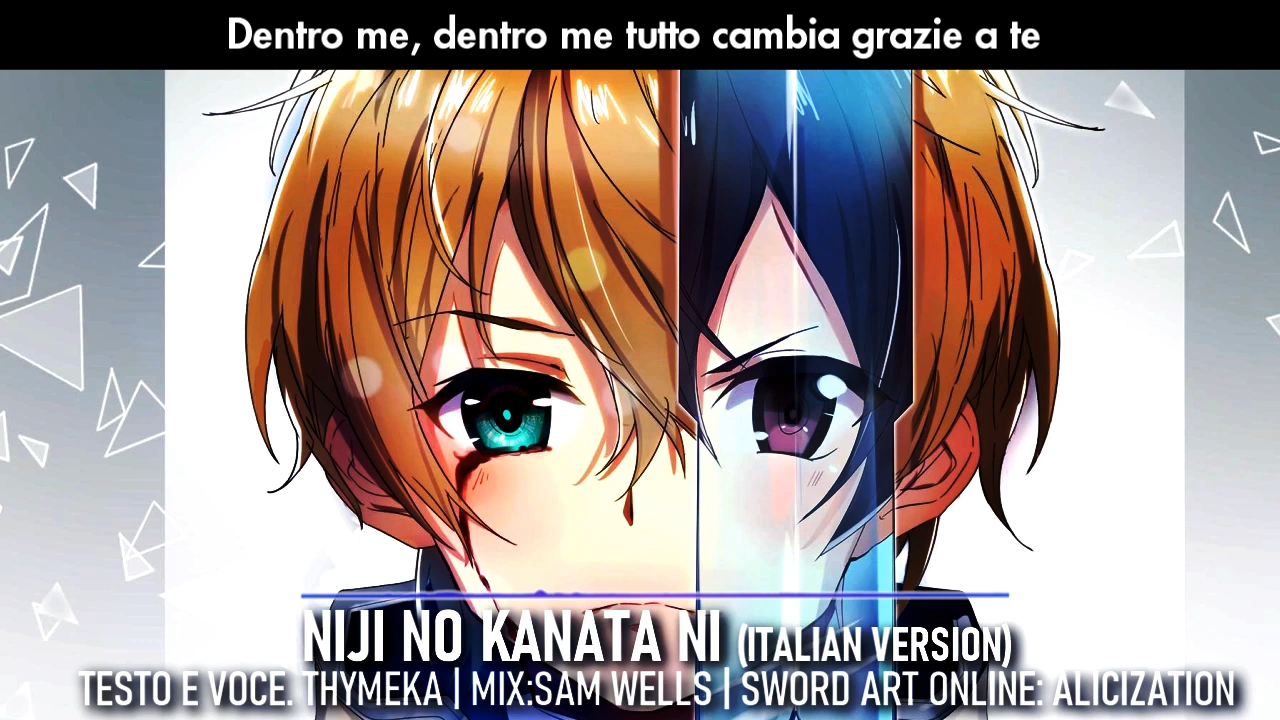 Dentro me, dentro me tutto cambia grazie a te
NIJI NO KANATA NI (ITALIAN VERSION)
TESTO E VOCE. THYMEKA | MIX:SAM WELLS | SWORD ART ONLINE: ALICIZATION